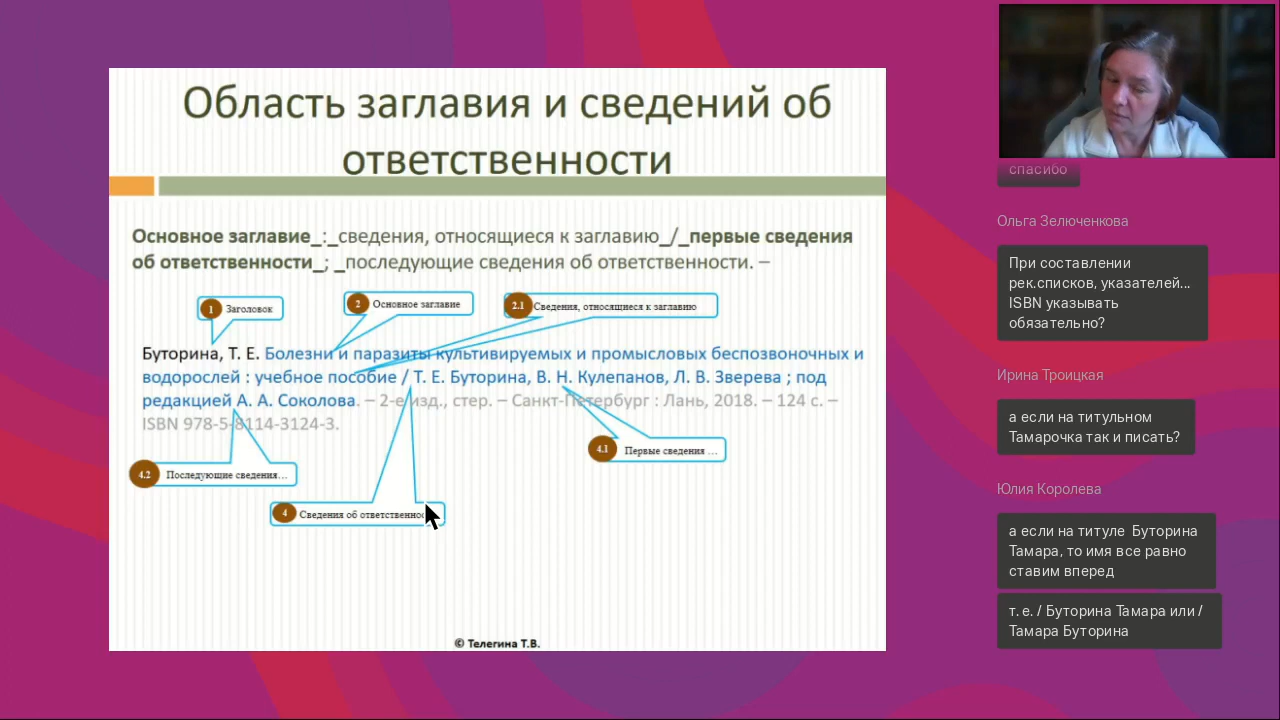 Область заглавия и сведений об
ответственности
Основное заглавие_:_сведения, относящиеся к заглавию_/_первые сведения
об ответственности_; _последующие сведения об ответственности. –
1 Заголовок
2 Основное заглавие
2.1 Сведения, относящиеся к заглавию
Буторина, Т. Е. Болезни и паразиты культивируемых и промысловых беспозвоночных и
водорослей : учебное пособие / Т. Е. Буторина, В. Н. Кулепанов, Л. В. Зверева ; под
редакцией А. А. Соколова. – 2-е изд., стер. – Санкт-Петербург : Лань, 2018. – 124 с. –
ISBN 978-5-8114-3124-3.
4.1 Первые сведения ...
4.2 Последующие сведения...
4 Сведения об
© Телегина Т.В.
спасибо
Ольга Зелюченкова
При составлении
рек.списков, указателей...
ISBN указывать
обязательно?
Ирина Троицкая
а если на титульном
Тамарочка так и писать?
Юлия Королева
а если на титуле Буторина
Тамара, то имя все равно
ставим вперед
т. е. / Буторина Тамара или /
Тамара Буторина